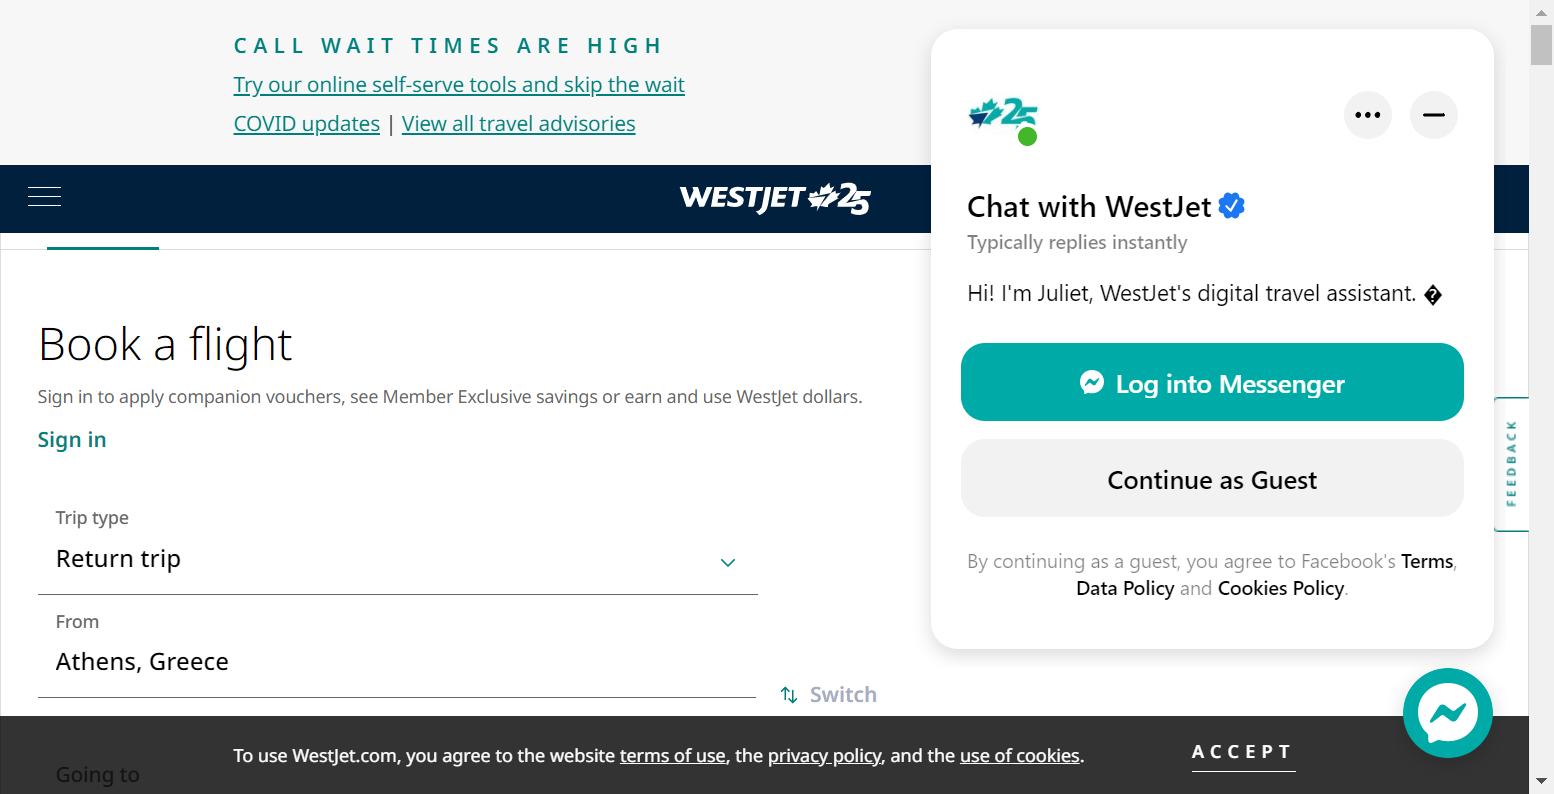 CALL WAIT TIMES ARE HIGH
Try our online self-serve tools and skip the wait
COVID updates | View all travel advisories
WESTJET 25
Book a flight
Sign in to apply companion vouchers, see Member Exclusive savings or earn and use WestJet dollars.
Sign in
Trip type
Return trip
From
Athens, Greece
Switch
Going to
25
Chat with WestJet
Typically replies instantly
Hi! I'm Juliet, WestJet's digital travel assistant. �
Log into Messenger
Continue as Guest
By continuing as a guest, you agree to Facebook's Terms,
Data Policy and Cookies Policy.
FEEDBACK
To use WestJet.com, you agree to the website terms of use, the privacy policy, and the use of cookies.
ACCEPT